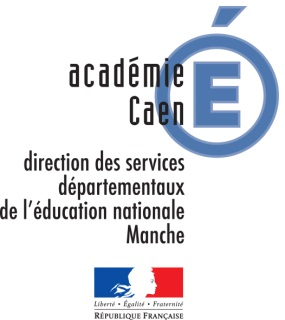 académie
Caen
É
direction des services
départementaux
de l'éducation nationale
Manche
Liberté • Égalité • Fraternité
RÉPUBLIQUE FRANÇAISE